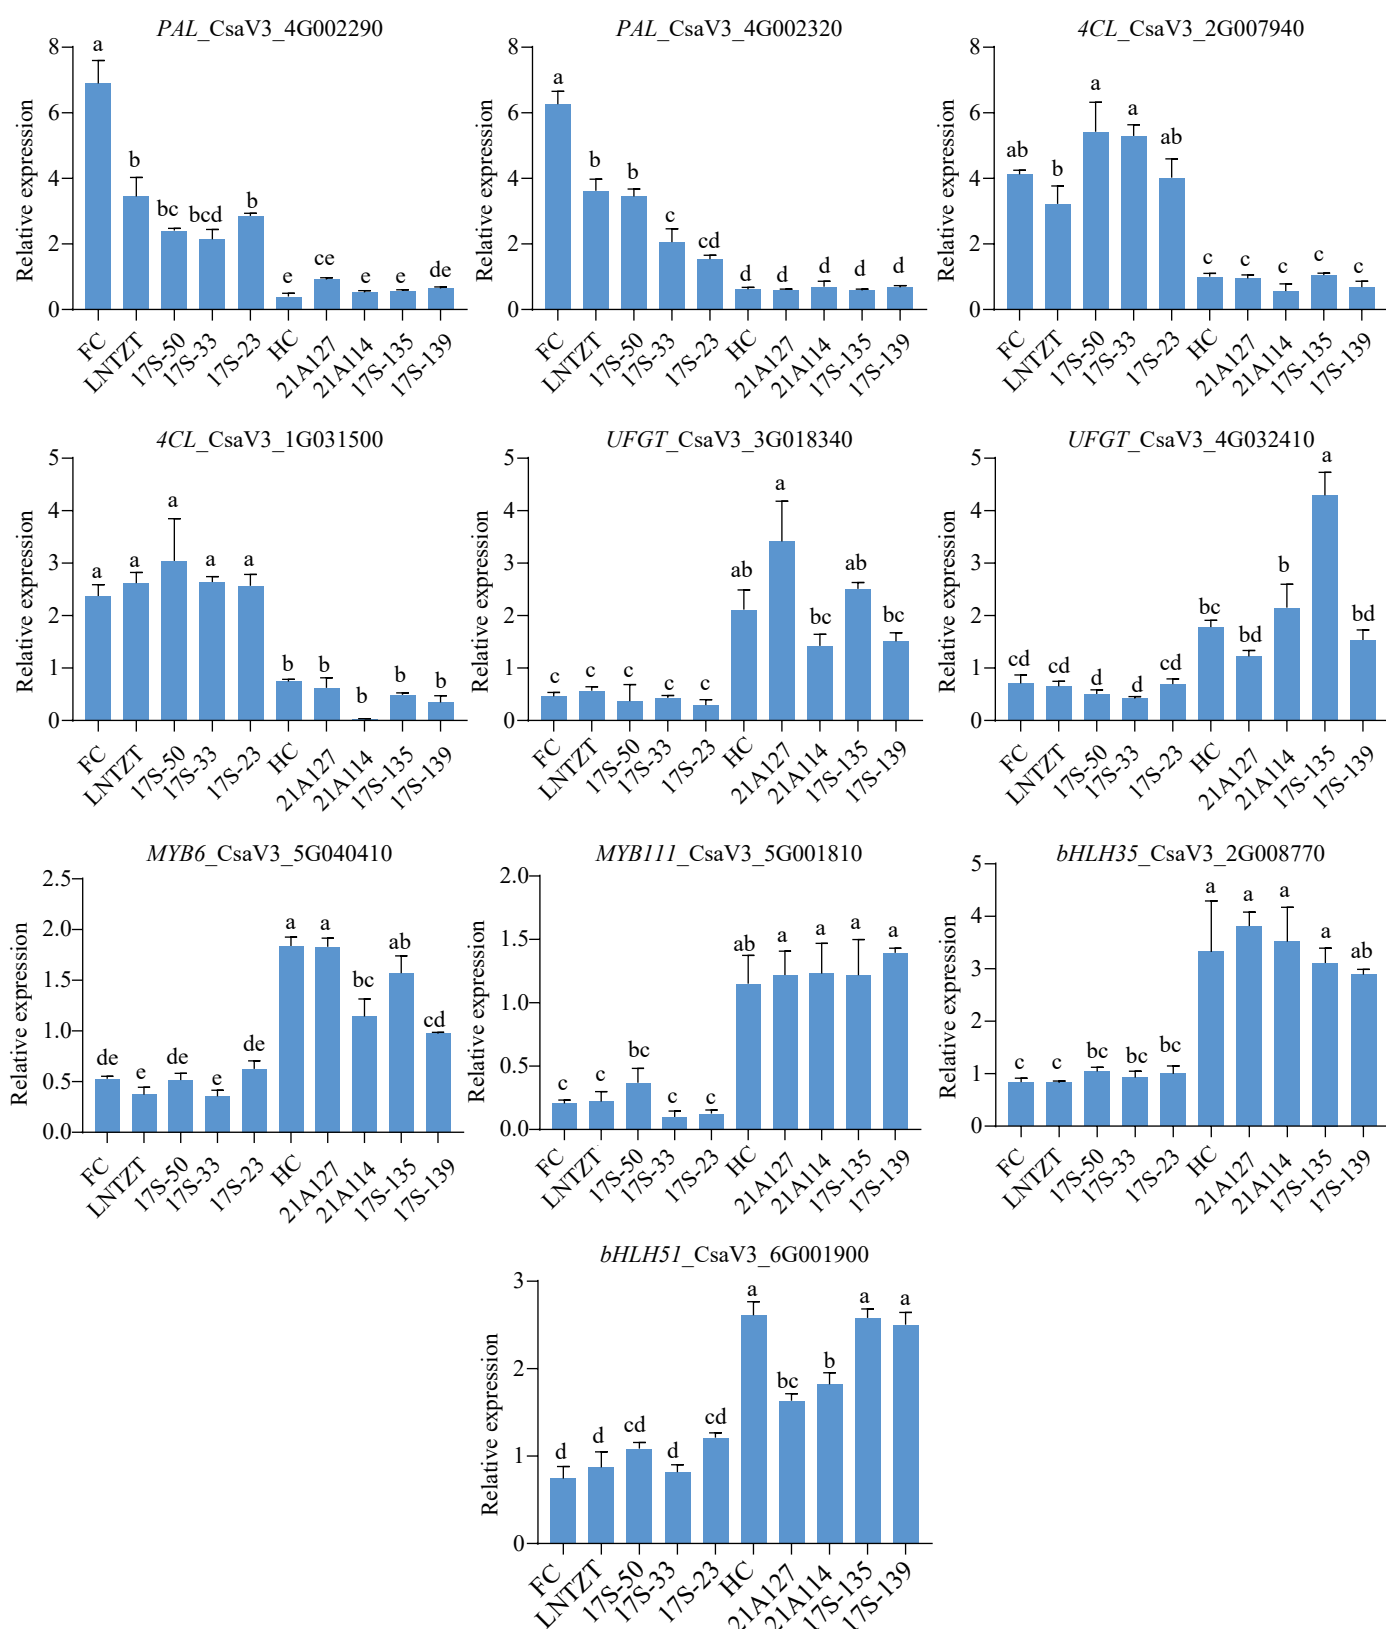 PAL_CsaV3_4G002290
Relative expression
8
6
4
2
0
a
b
bc
bcd
b
e
ce
e
e
de
FC
LNTZT
17S-50
17S-33
17S-23
HC
21A127
21A114
17S-135
17S-139
PAL_CsaV3_4G002320
Relative expression
8
6
4
2
0
a
b
b
c
cd
d
d
d
d
d
FC
LNTZT
17S-50
17S-33
17S-23
HC
21A127
21A114
17S-135
17S-139
4CL_CsaV3_2G007940
Relative expression
8
6
4
2
0
ab
b
a
a
ab
c
c
c
c
c
FC
LNTZT
17S-50
17S-33
17S-23
HC
21A127
21A114
17S-135
17S-139
4CL_CsaV3_1G031500
Relative expression
5
4
3
2
1
0
a
a
a
a
a
b
b
b
b
b
FC
LNTZT
17S-50
17S-33
17S-23
HC
21A127
21A114
17S-135
17S-139
UFGT_CsaV3_3G018340
Relative expression
5
4
3
2
1
0
c
c
c
c
c
ab
a
bc
ab
bc
FC
LNTZT
17S-50
17S-33
17S-23
HC
21A127
21A114
17S-135
17S-139
UFGT_CsaV3_4G032410
Relative expression
5
4
3
2
1
0
cd
cd
d
d
cd
bc
bd
b
a
bd
FC
LNTZT
17S-50
17S-33
17S-23
HC
21A127
21A114
17S-135
17S-139
MYB6_CsaV3_5G040410
Relative expression
2.5
2.0
1.5
1.0
0.5
0.0
de
e
de
e
de
a
a
bc
ab
cd
FC
LNTZT
17S-50
17S-33
17S-23
HC
21A127
21A114
17S-135
17S-139
MYB111_CsaV3_5G001810
Relative expression
2.0
1.5
1.0
0.5
0.0
c
c
bc
c
c
ab
a
a
a
a
FC
LNTZT
17S-50
17S-33
17S-23
HC
21A127
21A114
17S-135
17S-139
bHLH35_CsaV3_2G008770
Relative expression
5
4
3
2
1
0
c
c
bc
bc
bc
a
a
a
a
ab
FC
LNTZT
17S-50
17S-33
17S-23
HC
21A127
21A114
17S-135
17S-139
bHLH51_CsaV3_6G001900
Relative expression
3
2
1
0
d
d
cd
d
cd
a
bc
b
a
a
FC
LNTZT
17S-50
17S-33
17S-23
HC
21A127
21A114
17S-135
17S-139